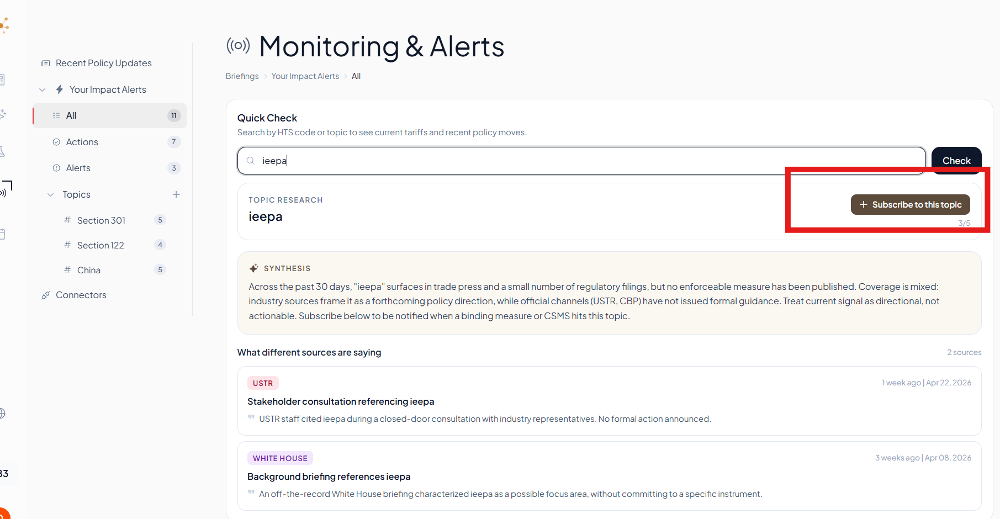 Monitoring & Alerts
Briefings > Your Impact Alerts > All
Recent Policy Updates
Your Impact Alerts
All 11
Actions 7
Alerts 3
Topics +
# Section 301 5
# Section 122 4
# China 5
Connectors
83
Quick Check
Search by HTS code or topic to see current tariffs and recent policy moves.
ieepa
Check
TOPIC RESEARCH
ieepa
+ Subscribe to this topic
3/5
SYNTHESIS
Across the past 30 days, "ieepa" surfaces in trade press and a small number of regulatory filings, but no enforceable measure has been published. Coverage is mixed:
industry sources frame it as a forthcoming policy direction, while official channels (USTR, CBP) have not issued formal guidance. Treat current signal as directional, not
actionable. Subscribe below to be notified when a binding measure or CSMS hits this topic.
What different sources are saying
2 sources
USTR
1 week ago | Apr 22, 2026
Stakeholder consultation referencing ieepa
USTR staff cited ieepa during a closed-door consultation with industry representatives. No formal action announced.
WHITE HOUSE
3 weeks ago | Apr 08, 2026
Background briefing references ieepa
An off-the-record White House briefing characterized ieepa as a possible focus area, without committing to a specific instrument.